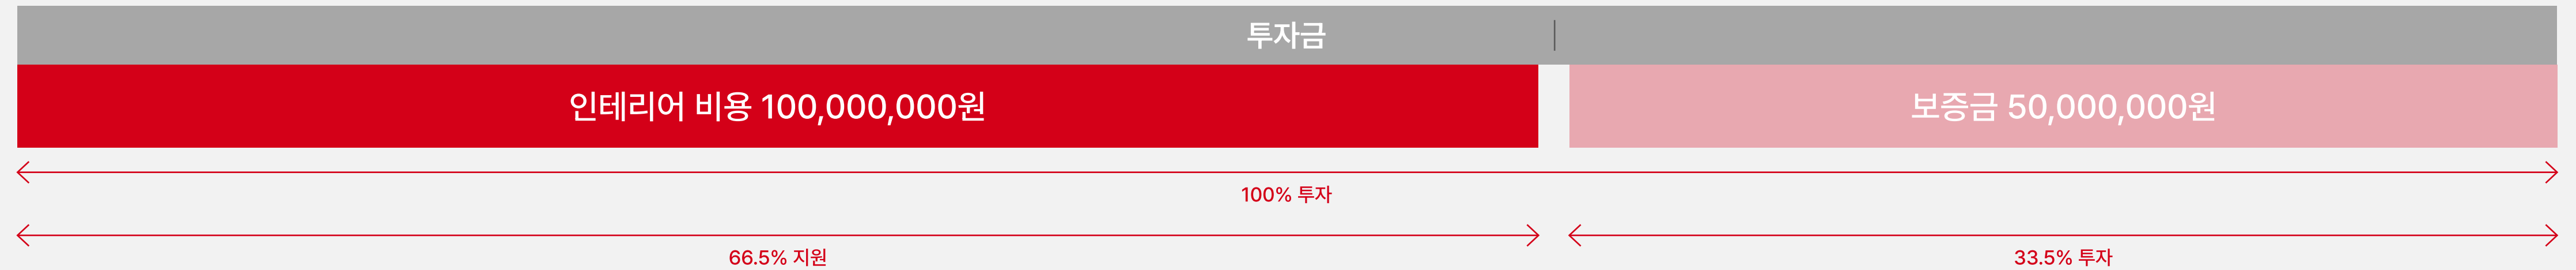 투자금
인테리어 비용 100,000,000원
보증금 50,000,000원
100% 투자
66.5% 지원
33.5% 투자